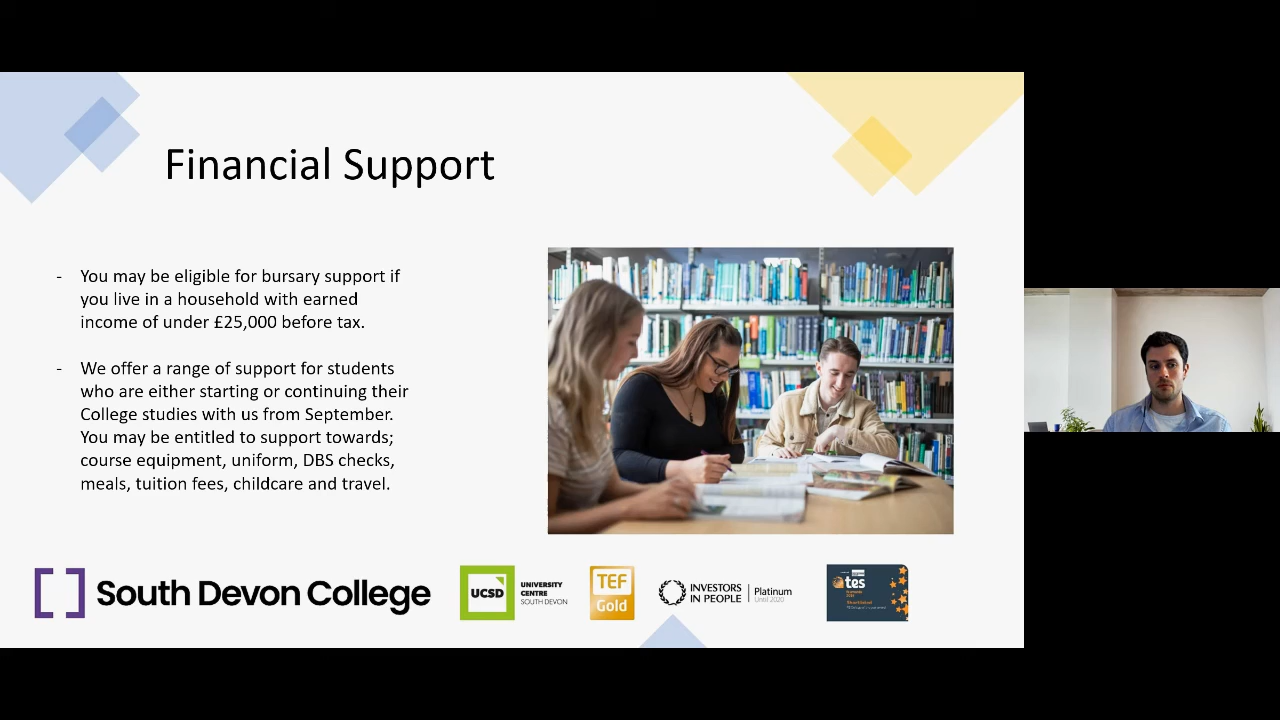 Financial Support
- You may be eligible for bursary support if
you live in a household with earned
income of under £25,000 before tax.
- We offer a range of support for students
who are either starting or continuing their
College studies with us from September.
You may be entitled to support towards;
course equipment, uniform, DBS checks,
meals, tuition fees, childcare and travel.
[ ] South Devon College
UCSD
UNIVERSITY
CENTRE
SOUTH DEVON
TEF
Gold
INVESTORS
IN PEOPLE
Platinum
Until 2020
tes